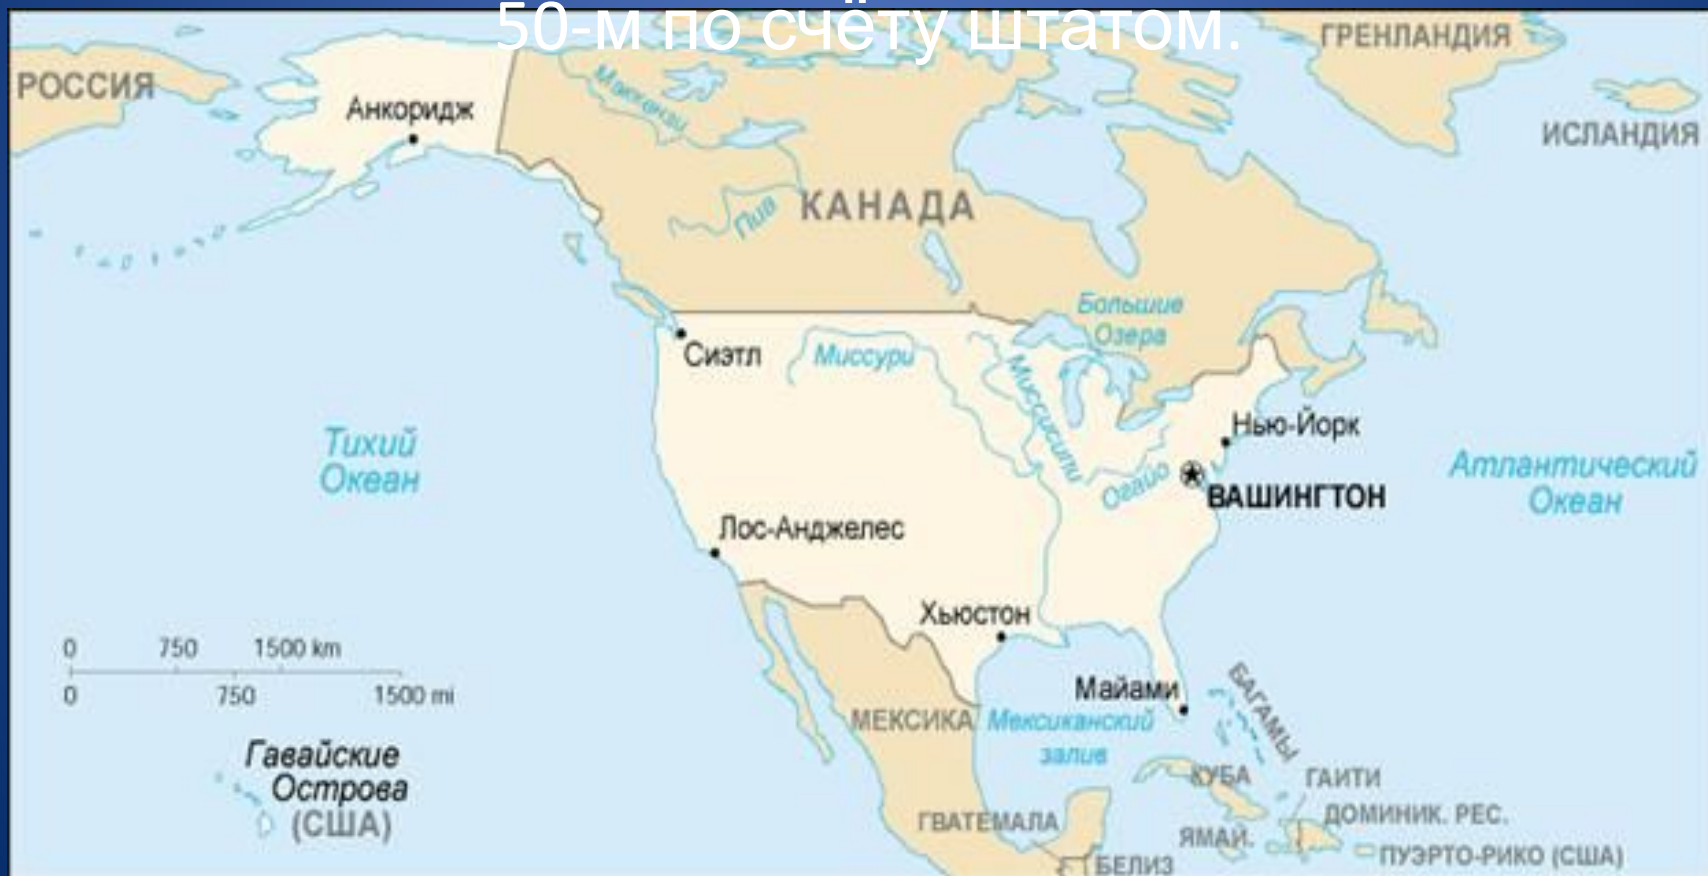 50-м по счёту штатом.
ГРЕНЛАНДИЯ
РОССИЯ
Анкоридж
Маккензи
ИСЛАНДИЯ
КАНАДА
Пив
Большие
Озера
Сиэтл
Миссури
Миссисипи
Нью-Йорк
Тихий
Океан
Огайо
ВАШИНГТОН
Атлантический
Океан
Лос-Анджелес
Хьюстон
0 750 1500 km
0 750 1500 mi
Майами
БАГАМЫ
МЕКСИКА
Мексиканский
залив
Гавайские
Острова
(США)
КУБА
ГАИТИ
ДОМИНИК. РЕС.
ГВАТЕМАЛА
ЯМАЙ.
ПУЭРТО-РИКО (США)
БЕЛИЗ